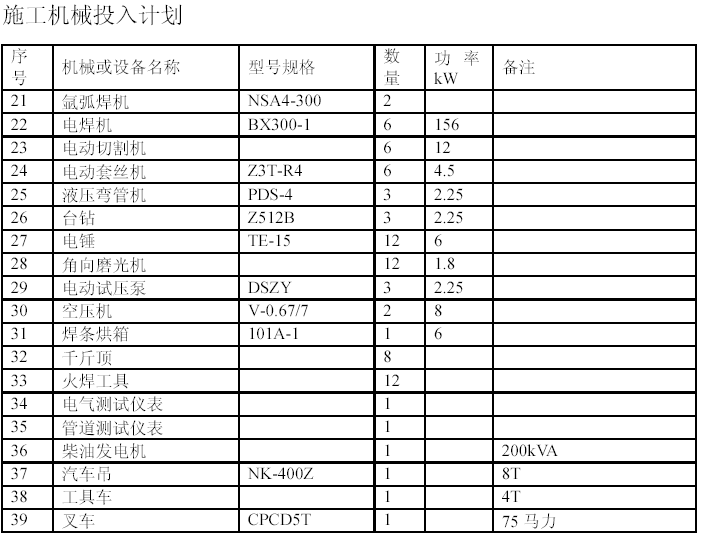 施工机械投入计划
序号 机械或设备名称 型号规格 数量 功率kW 备注
21 氩弧焊机 NSA4-300 2
22 电焊机 BX300-1 6 156
23 电动切割机 6 12
24 电动套丝机 Z3T-R4 6 4.5
25 液压弯管机 PDS-4 3 2.25
26 台钻 Z512B 3 2.25
27 电锤 TE-15 12 6
28 角向磨光机 12 1.8
29 电动试压泵 DSZY 3 2.25
30 空压机 V-0.67/7 2 8
31 焊条烘箱 101A-1 1 6
32 千斤顶 8
33 火焊工具 12
34 电气测试仪表 1
35 管道测试仪表 1
36 柴油发电机 1 200kVA
37 汽车吊 NK-400Z 1 8T
38 工具车 1 4T
39 叉车 CPCD5T 1 75马力